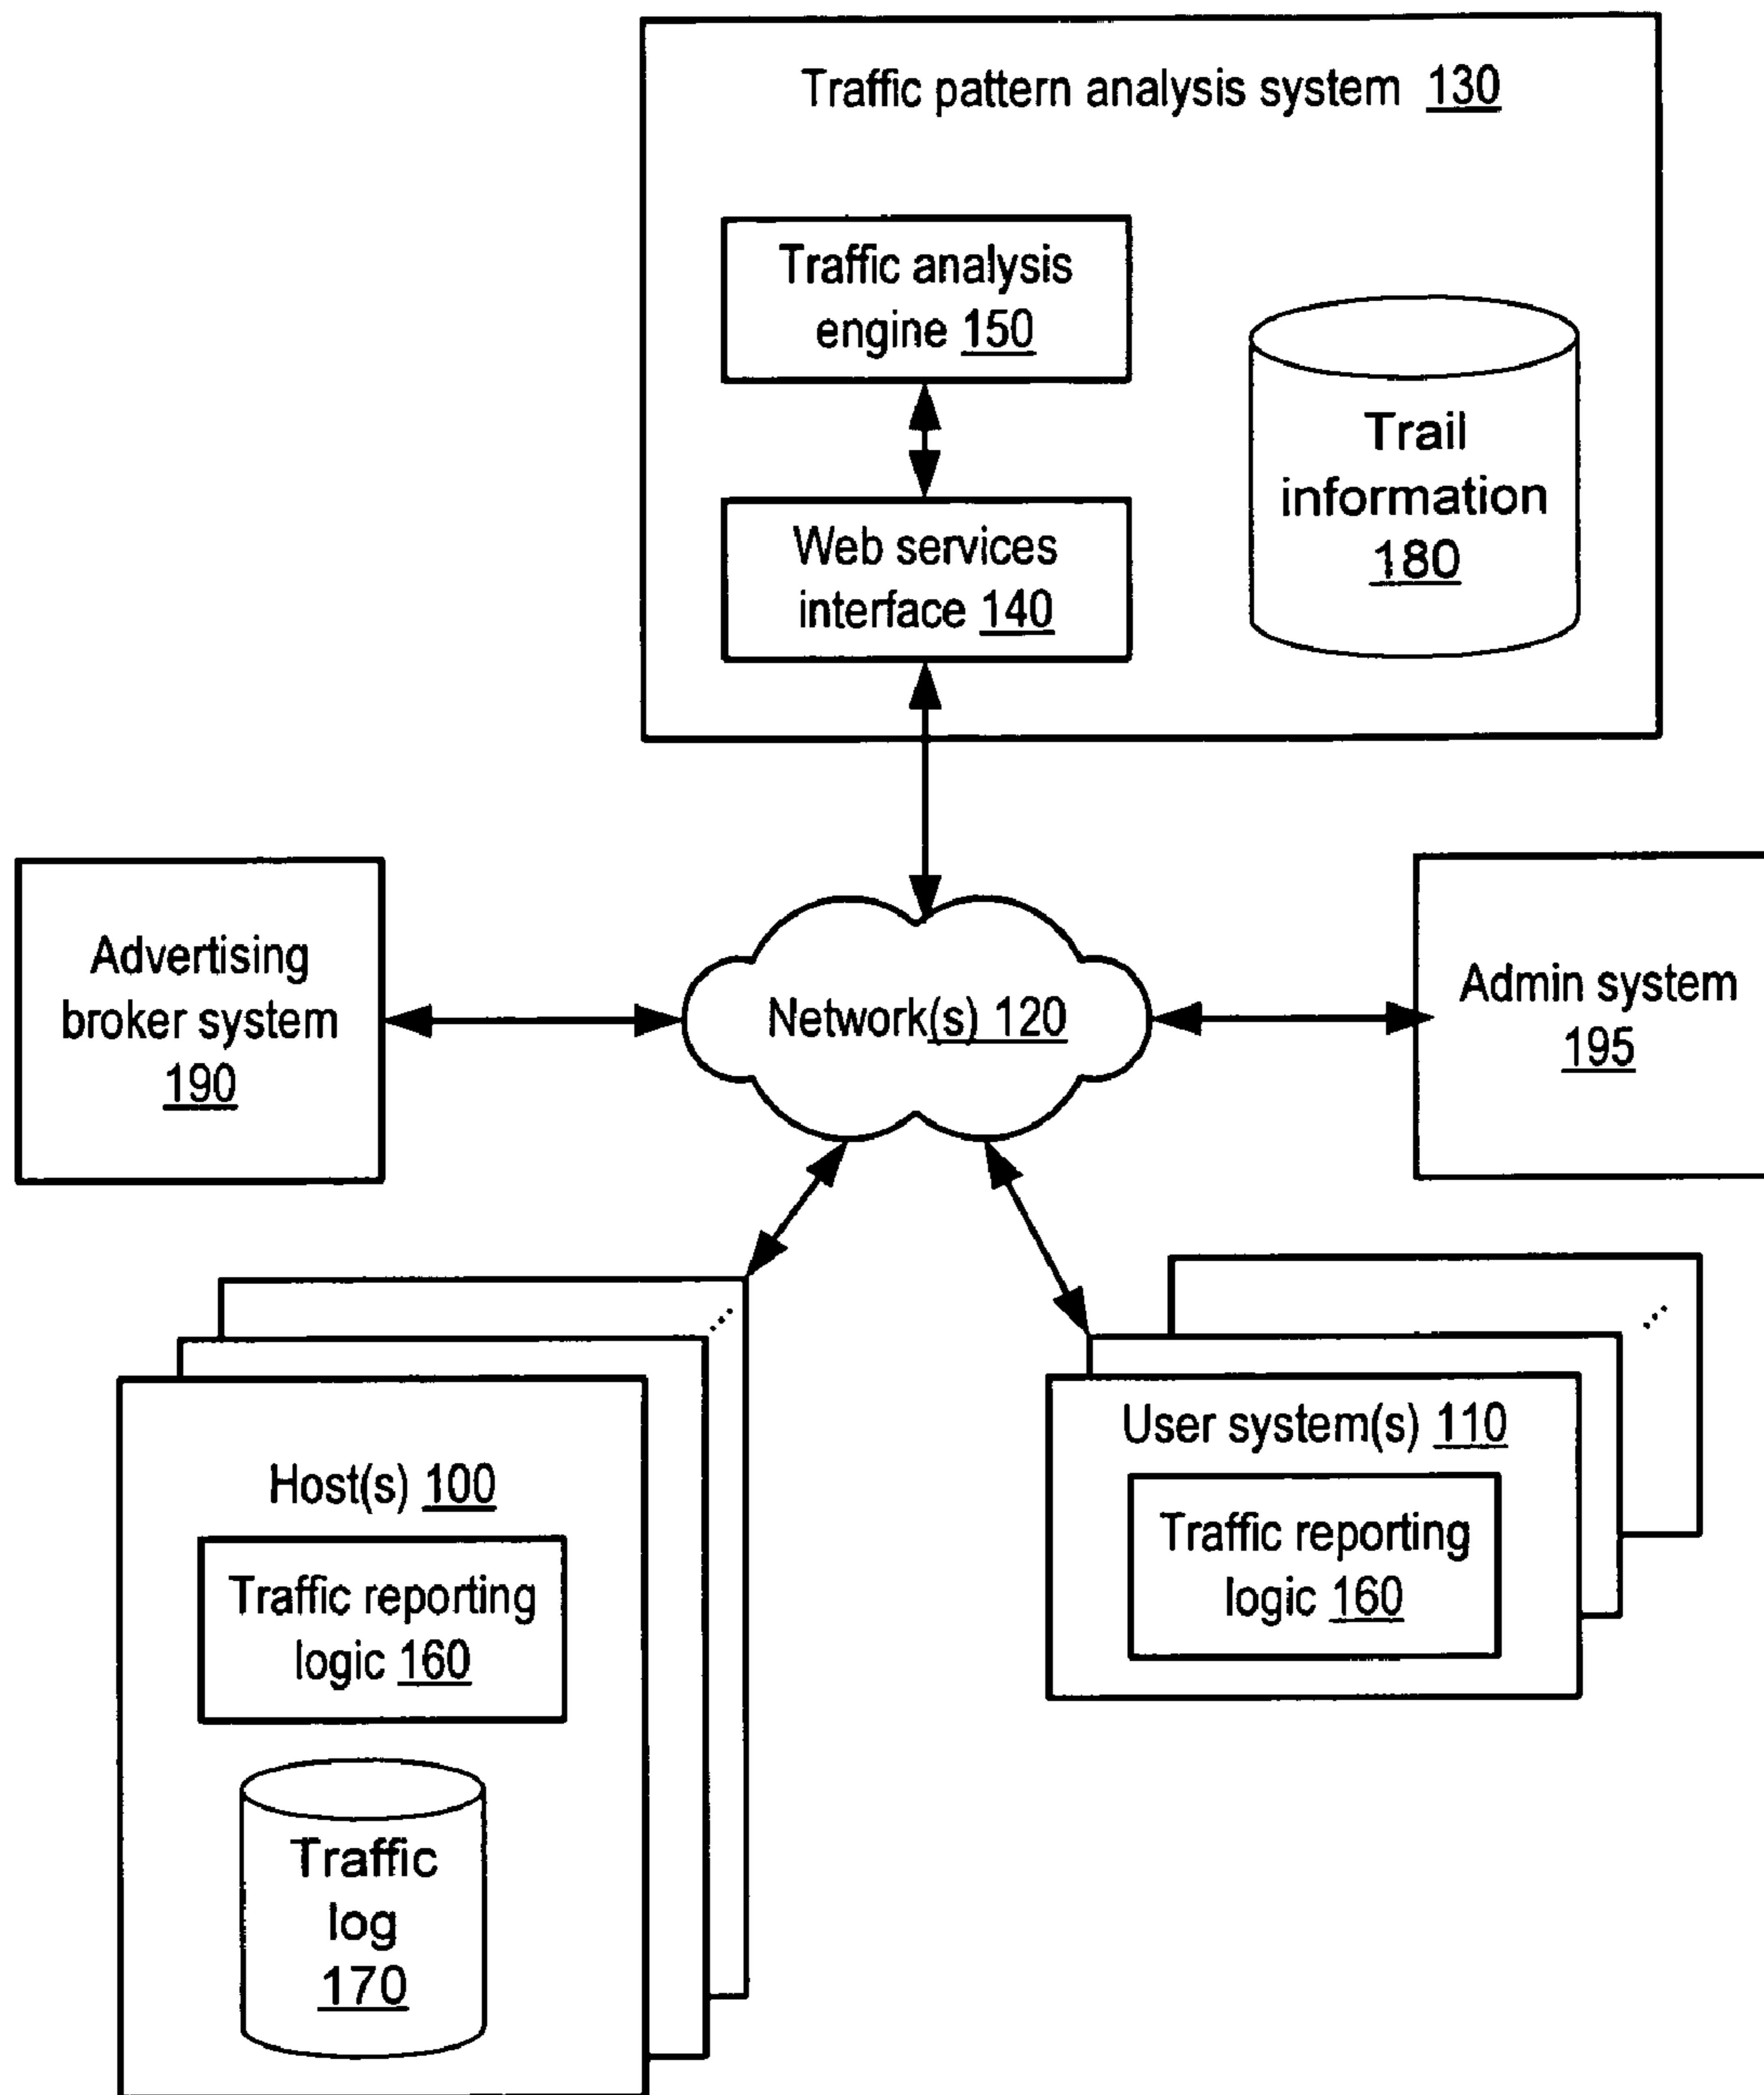 Traffic pattern analysis system 130
Traffic analysis
engine 150
Trail
information
180
Web services
interface 140
Advertising
broker system
190
Network(s) 120
Admin system
195
Host(s) 100
Traffic reporting
logic 160
Traffic
log
170
User system(s) 110
Traffic reporting
logic 160